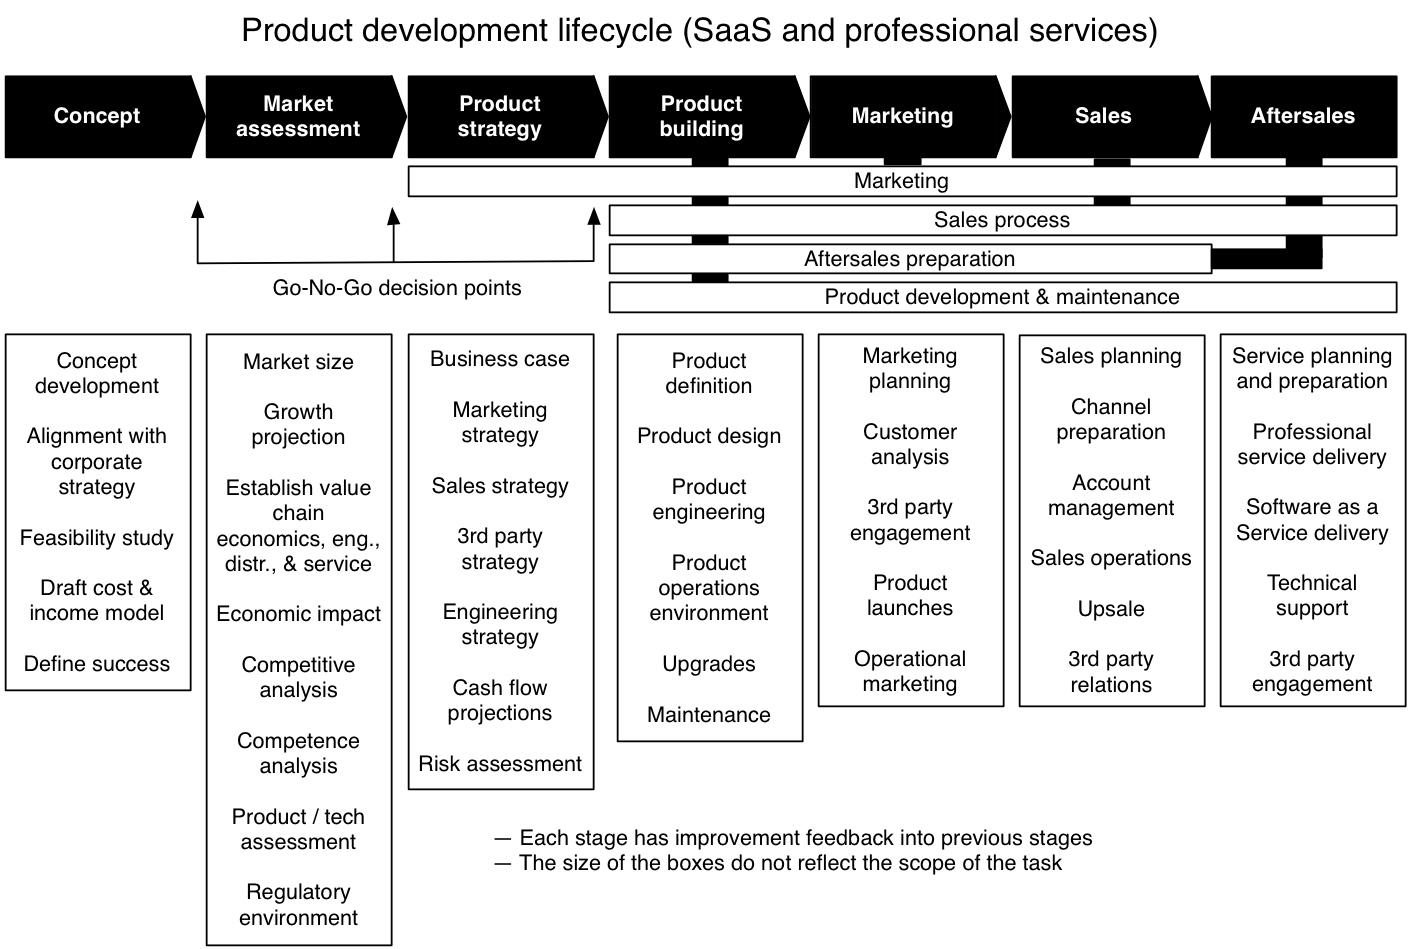 Product development lifecycle (SaaS and professional services)
Concept
Market
assessment
Product
strategy
Product
building
Marketing
Sales
Aftersales
Marketing
Sales process
Aftersales preparation
Product development & maintenance
Go-No-Go decision points
Concept
development
Alignment with
corporate
strategy
Feasibility study
Draft cost &
income model
Define success
Market size
Growth
projection
Establish value
chain
economics, eng.,
distr., & service
Economic impact
Competitive
analysis
Competence
analysis
Product / tech
assessment
Regulatory
environment
Business case
Marketing
strategy
Sales strategy
3rd party
strategy
Engineering
strategy
Cash flow
projections
Risk assessment
Product
definition
Product design
Product
engineering
Product
operations
environment
Upgrades
Maintenance
Marketing
planning
Customer
analysis
3rd party
engagement
Product
launches
Operational
marketing
Sales planning
Channel
preparation
Account
management
Sales operations
Upsale
3rd party
relations
Service planning
and preparation
Professional
service delivery
Software as a
Service delivery
Technical
support
3rd party
engagement
— Each stage has improvement feedback into previous stages
— The size of the boxes do not reflect the scope of the task